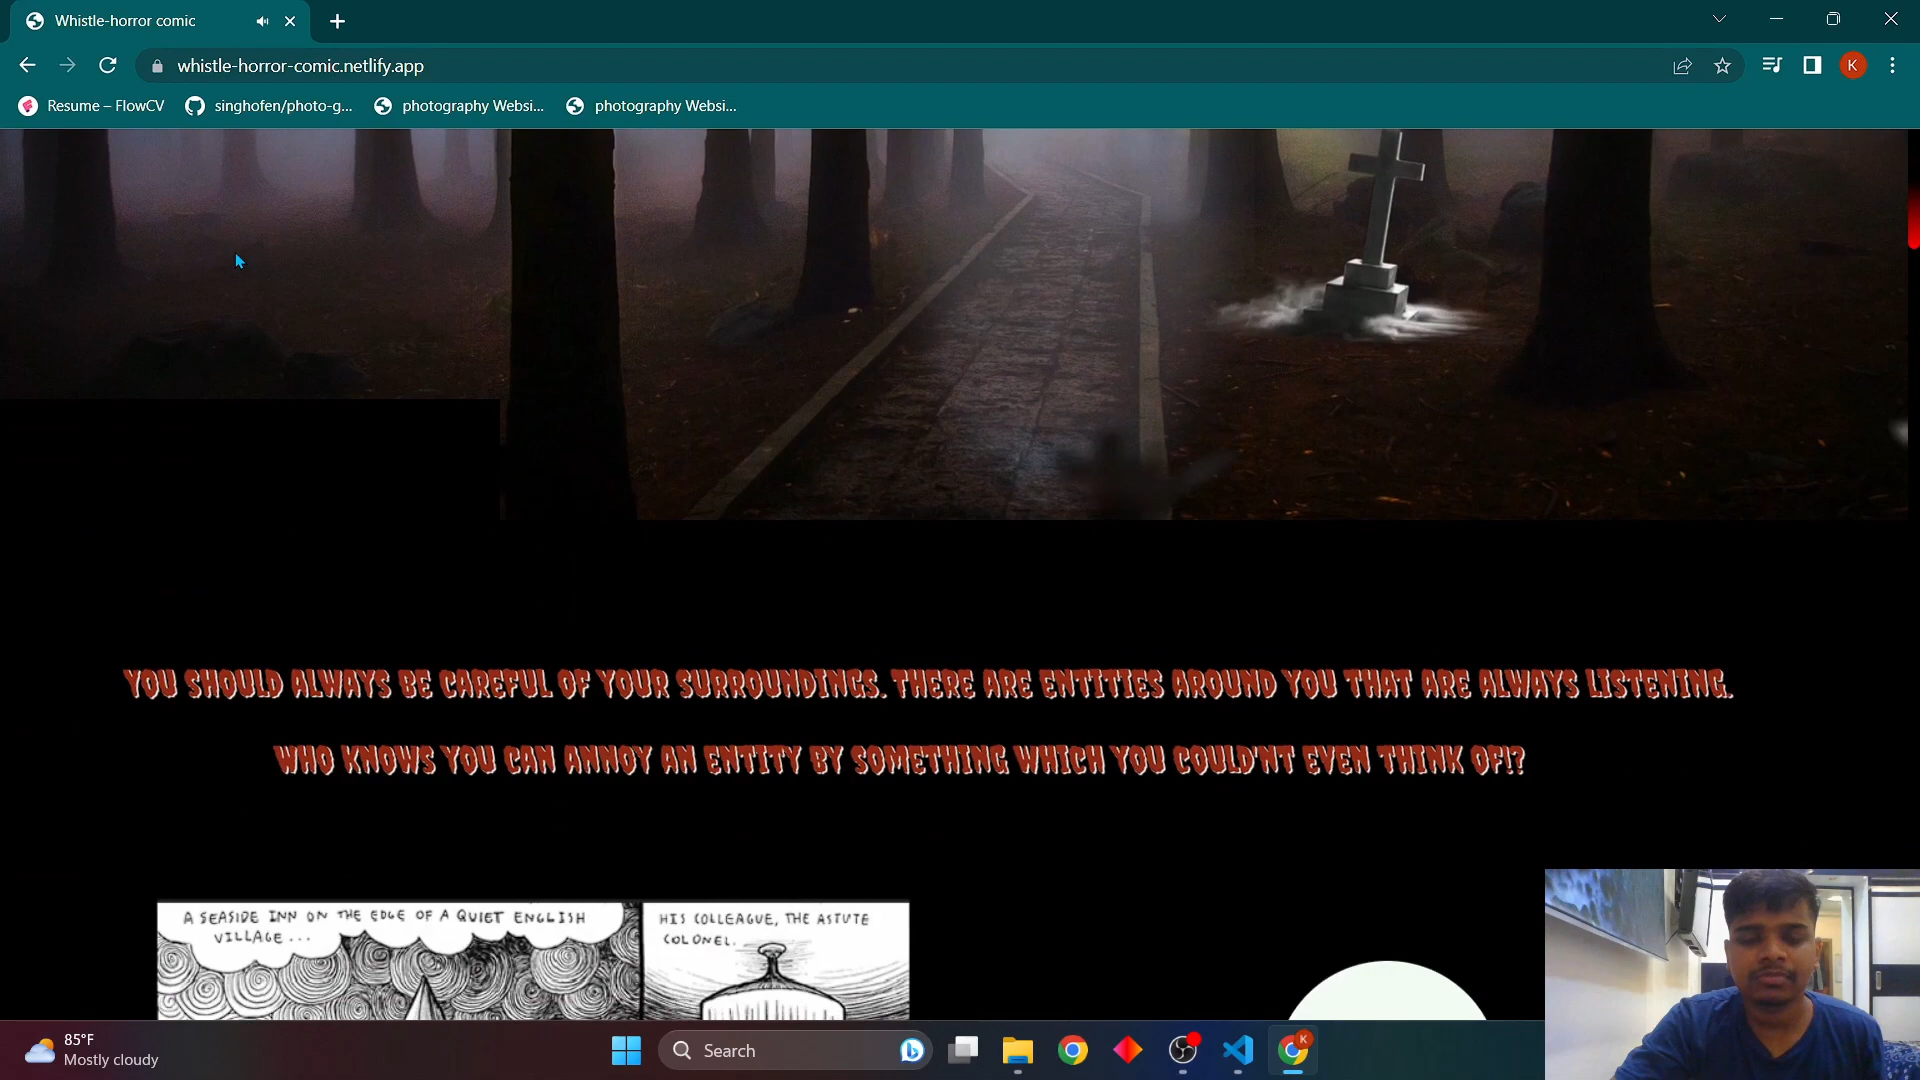 Whistle-horror comic
whistle-horror-comic.netlify.app
K
Resume – FlowCV
singhofen/photo-g...
photography Websi...
photography Websi...
YOU SHOULD ALWAYS BE CAREFUL OF YOUR SURROUNDINGS. THERE ARE ENTITIES AROUND YOU THAT ARE ALWAYS LISTENING.
WHO KNOWS YOU CAN ANNOY AN ENTITY BY SOMETHING WHICH YOU COULD'NT EVEN THINK OF!?
A SEASIDE INN ON THE EDGE OF A QUIET ENGLISH
VILLAGE...
HIS COLLEAGUE, THE ASTUTE
COLONEL.
85°F
Mostly cloudy
Search
K